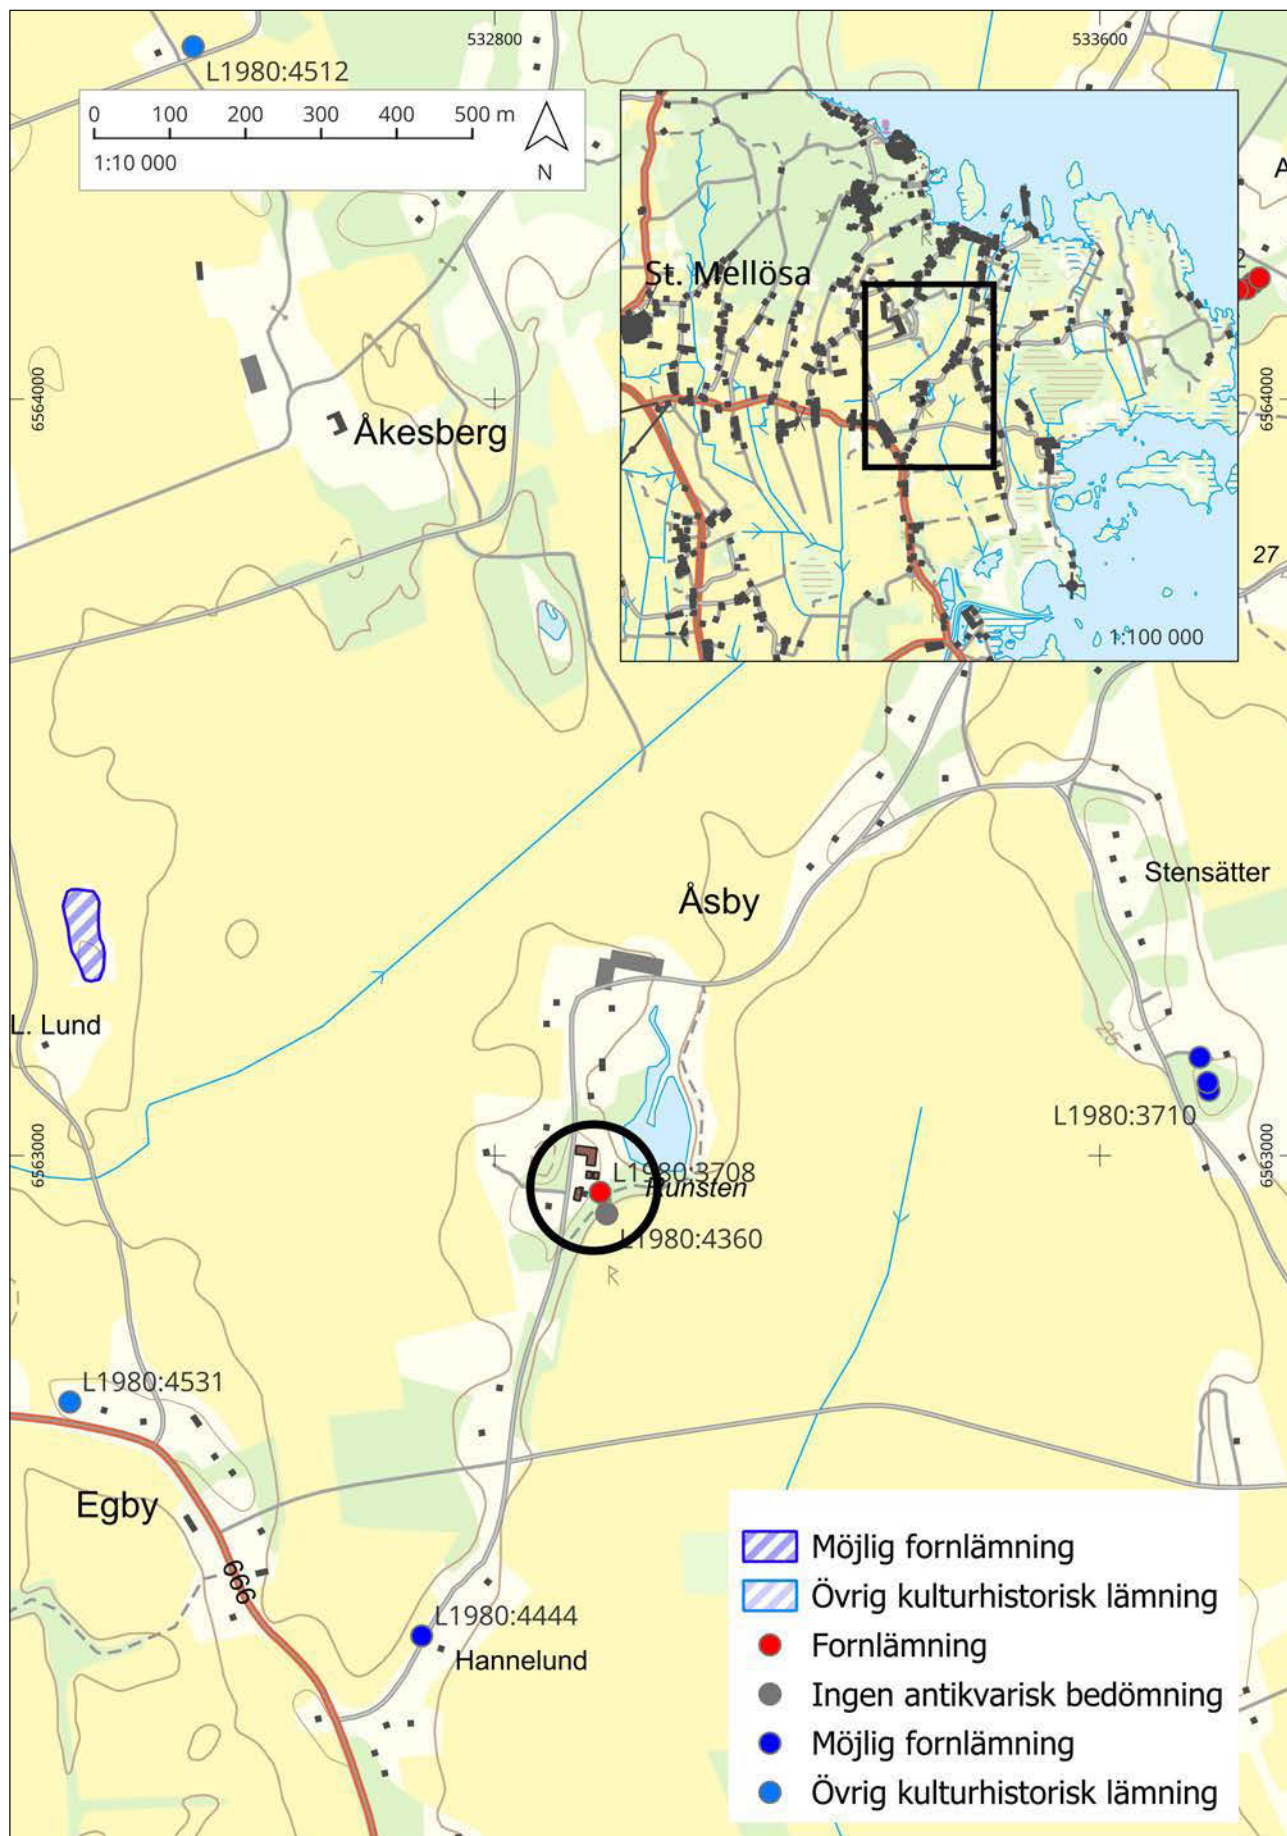 532800
533600
L1980:4512
0 100 200 300 400 500 m
1:10 000
N
A
St. Mellösa
2
6564000
6564000
Åkesberg
27
1:100 000
Stensätter
Åsby
L. Lund
25
L1980:3710
6563000
6563000
L1980:3708
Runsten
L1980:4360
R
L1980:4531
Egby
666
L1980:4444
Hannelund
Möjlig fornlämning
Övrig kulturhistorisk lämning
Fornlämning
Ingen antikvarisk bedömning
Möjlig fornlämning
Övrig kulturhistorisk lämning